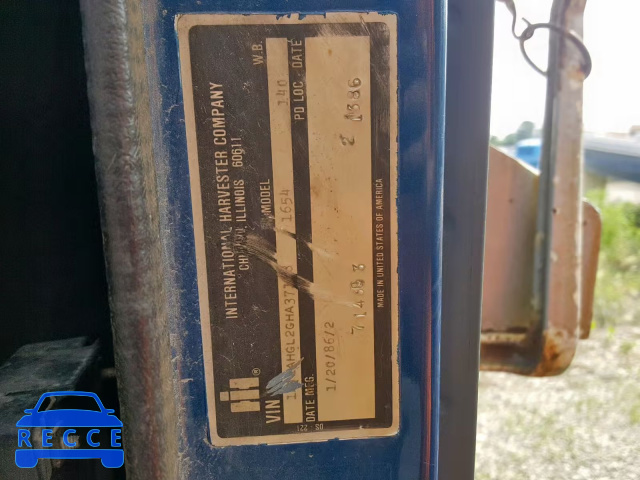 INTERNATIONAL HARVESTER COMPANY
ILLINOIS 60611
VIN MODEL W.B.
1654 140
DATE MFG. PD LOC - DATE
1/20/86/2 2 1386
MADE IN UNITED STATES OF AMERICA
RECCE